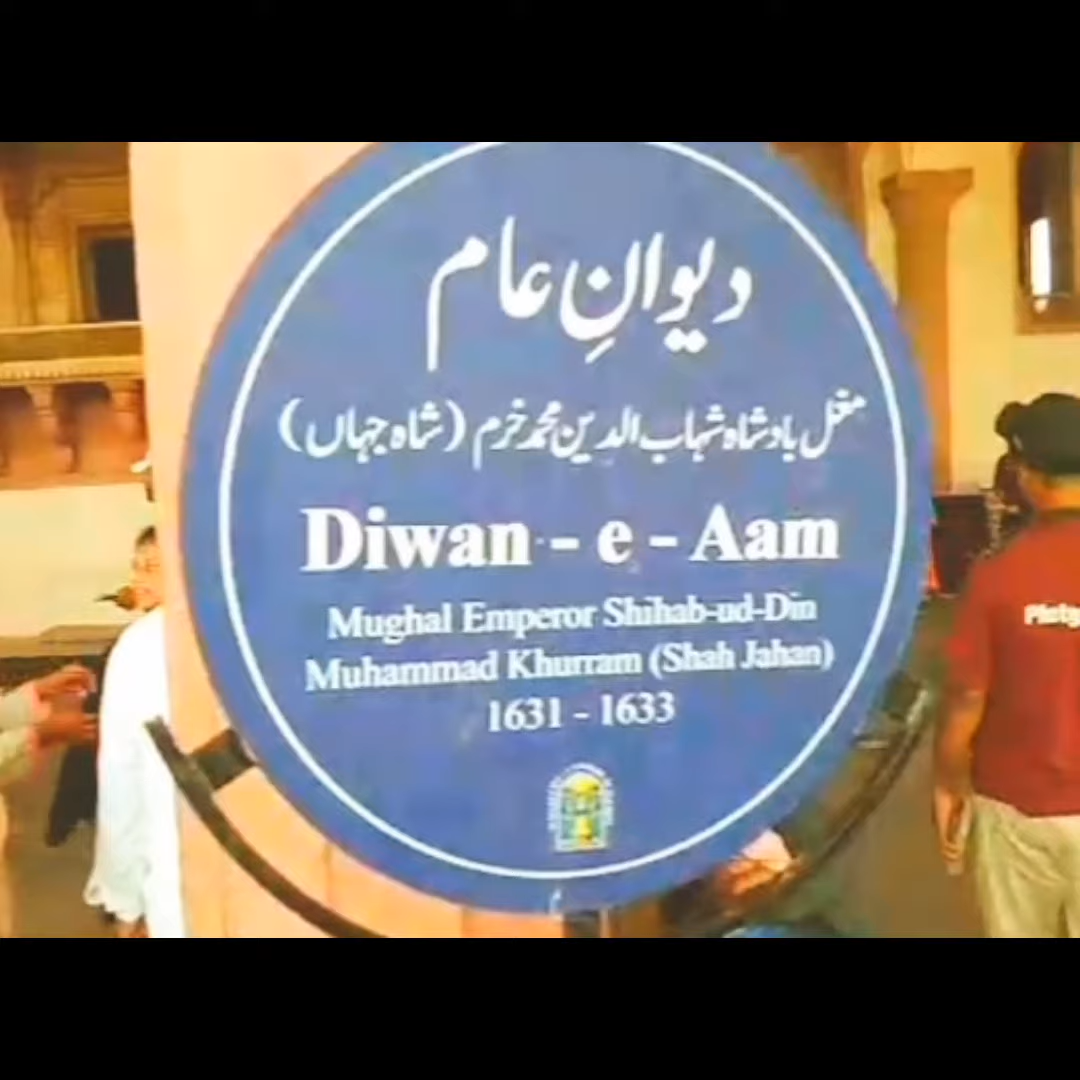 دیوانِ عام
مغل بادشاہ شہاب الدین محمد خرم (شاہ جہاں)
Diwan - e - Aam
Mughal Emperor Shihab-ud-Din
Muhammad Khurram (Shah Jahan)
1631 - 1633